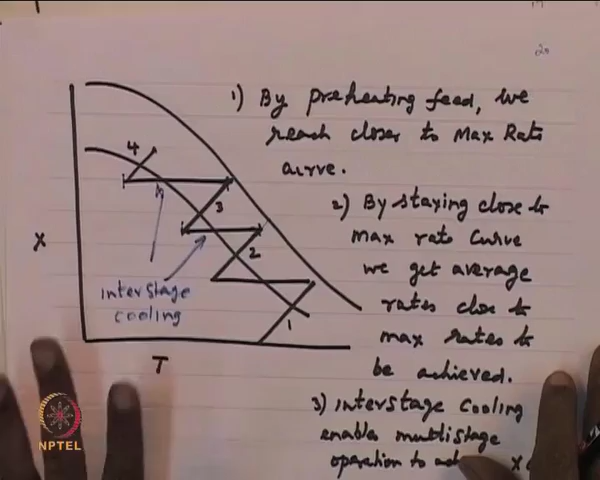 20
1) By preheating feed, we
reach closer to Max Rate
curve.
2) By staying close to
max rate curve
we get average
rates close to
max rates to
be achieved.
3) interstage cooling
enables multistage
operation to
X
4
3
2
1
interstage
cooling
X
T
NPTEL